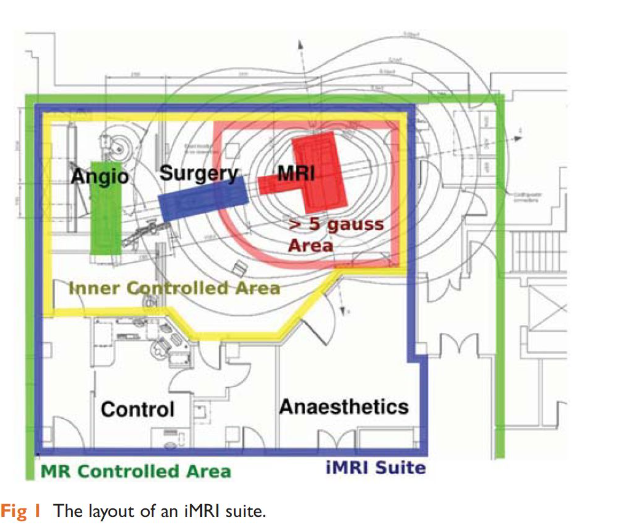 Angio
Surgery
MRI
> 5 gauss
Area
Inner Controlled Area
Control
Anaesthetics
MR Controlled Area
iMRI Suite
Fig 1 The layout of an iMRI suite.